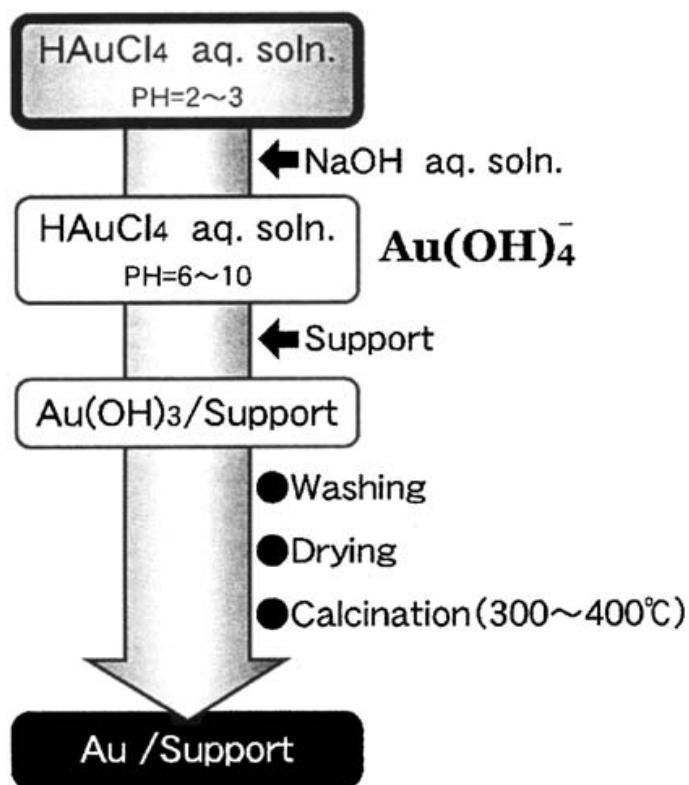 HAuCl4 aq. soln.
PH=2～3
NaOH aq. soln.
HAuCl4 aq. soln.
PH=6～10
Au(OH)4⁻
Support
Au(OH)3/Support
●Washing
●Drying
●Calcination(300～400℃)
Au /Support